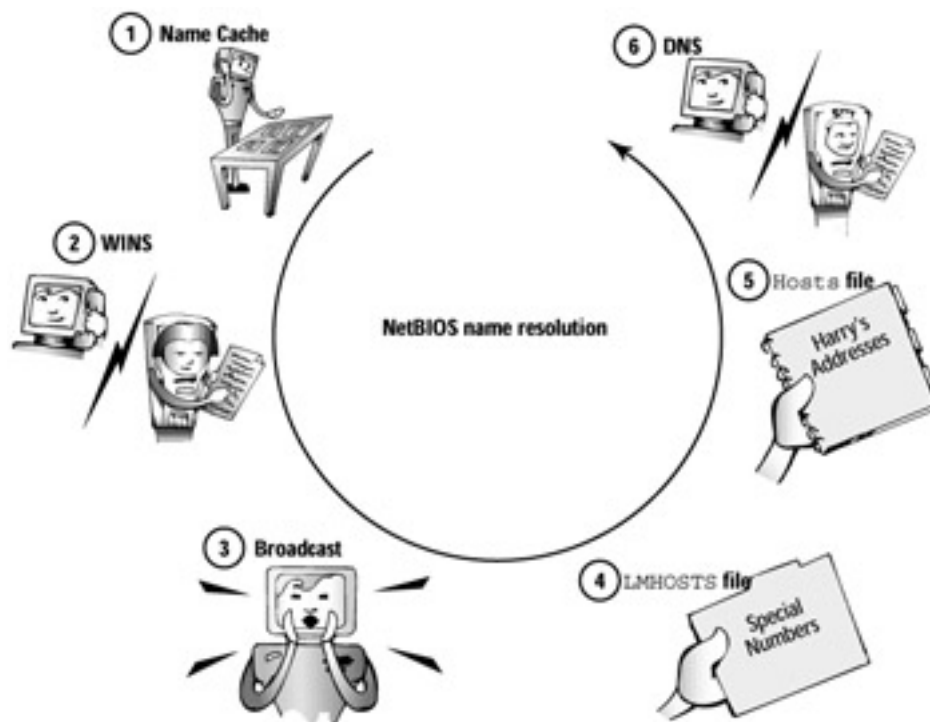 1 Name Cache
2 WINS
3 Broadcast
4 LMHOSTS file
Special
Numbers
5 Hosts file
Harry's
Addresses
6 DNS
NetBIOS name resolution